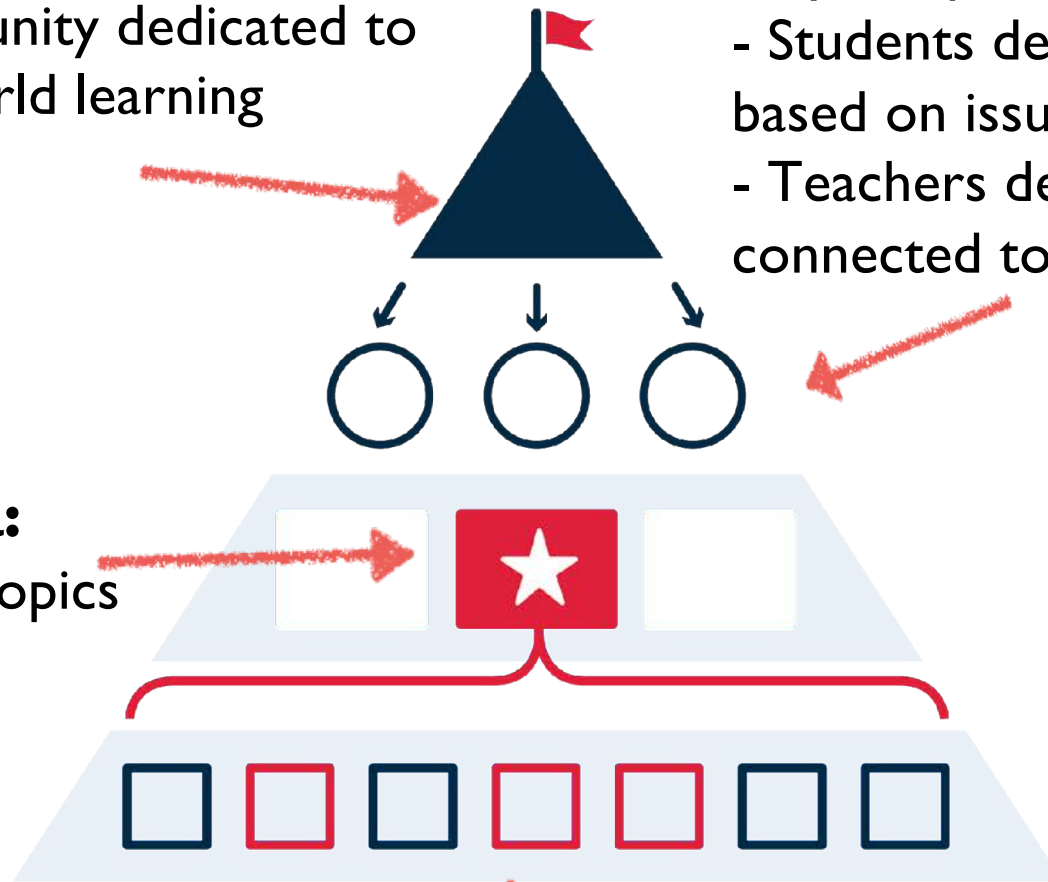 unity dedicated to
rld learning
- Students de
based on issu
- Teachers de
connected to
opics